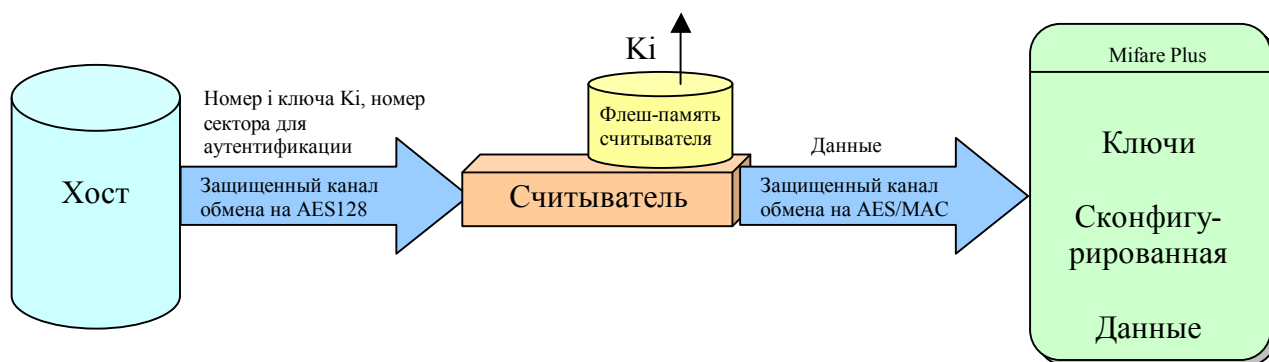 Хост
Номер i ключа Ki, номер
сектора для
аутентификации
Защищенный канал
обмена на AES128
Ki
Флеш-память
считывателя
Считыватель
Данные
Защищенный канал
обмена на AES/MAC
Mifare Plus
Ключи
Сконфигу-
рированная
Данные